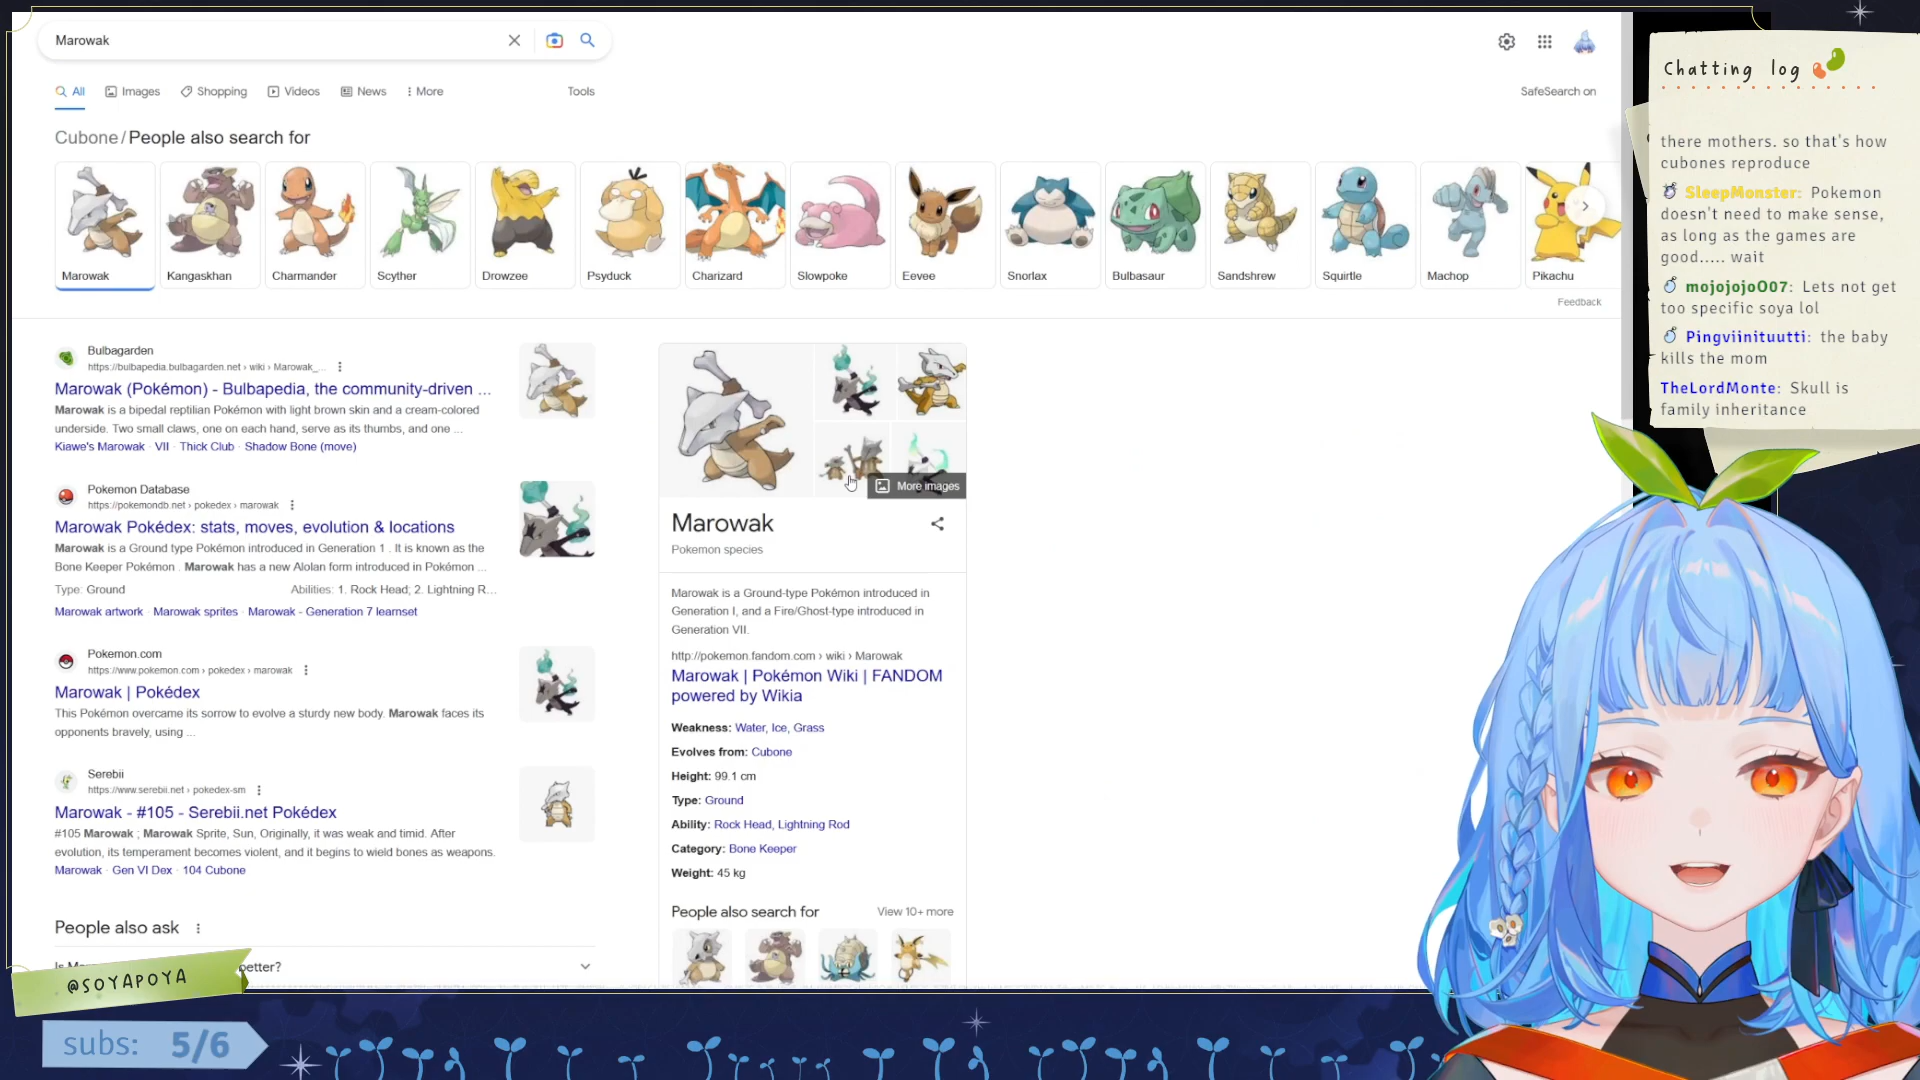 Marowak
All
Images
Shopping
Videos
News
More
Tools
SafeSearch on
Cubone / People also search for
Marowak
Kangaskhan
Charmander
Scyther
Drowzee
Psyduck
Charizard
Slowpoke
Eevee
Snorlax
Bulbasaur
Sandshrew
Squirtle
Machop
Pikachu
Feedback
Bulbagarden
https://bulbapedia.bulbagarden.net › wiki › Marowak_...
Marowak (Pokémon) - Bulbapedia, the community-driven ...
Marowak is a bipedal reptilian Pokémon with light brown skin and a cream-colored
underside. Two small claws, one on each hand, serve as its thumbs, and one ...
Kiawe's Marowak · VII · Thick Club · Shadow Bone (move)
Pokemon Database
https://pokemondb.net › pokedex › marowak
Marowak Pokédex: stats, moves, evolution & locations
Marowak is a Ground type Pokémon introduced in Generation 1 . It is known as the
Bone Keeper Pokémon . Marowak has a new Alolan form introduced in Pokémon ...
Type: Ground
Abilities: 1. Rock Head; 2. Lightning R...
Marowak artwork · Marowak sprites · Marowak - Generation 7 learnset
Pokemon.com
https://www.pokemon.com › pokedex › marowak
Marowak | Pokédex
This Pokémon overcame its sorrow to evolve a sturdy new body. Marowak faces its
opponents bravely, using ...
Serebii
https://www.serebii.net › pokedex-sm
Marowak - #105 - Serebii.net Pokédex
#105 Marowak ; Marowak Sprite, Sun, Originally, it was weak and timid. After
evolution, its temperament becomes violent, and it begins to wield bones as weapons.
Marowak · Gen VI Dex · 104 Cubone
People also ask
better?
More images
Marowak
Pokemon species
Marowak is a Ground-type Pokémon introduced in
Generation I, and a Fire/Ghost-type introduced in
Generation VII.
http://pokemon.fandom.com › wiki › Marowak
Marowak | Pokémon Wiki | FANDOM
powered by Wikia
Weakness: Water, Ice, Grass
Evolves from: Cubone
Height: 99.1 cm
Type: Ground
Ability: Rock Head, Lightning Rod
Category: Bone Keeper
Weight: 45 kg
People also search for
View 10+ more
Chatting log
there mothers. so that's how
cubones reproduce
SleepMonster: Pokemon
doesn't need to make sense,
as long as the games are
good..... wait
mojojojo007: Lets not get
too specific soya lol
Pingviinituutti: the baby
kills the mom
TheLordMonte: Skull is
family inheritance
@SOYAPOYA
subs: 5/6